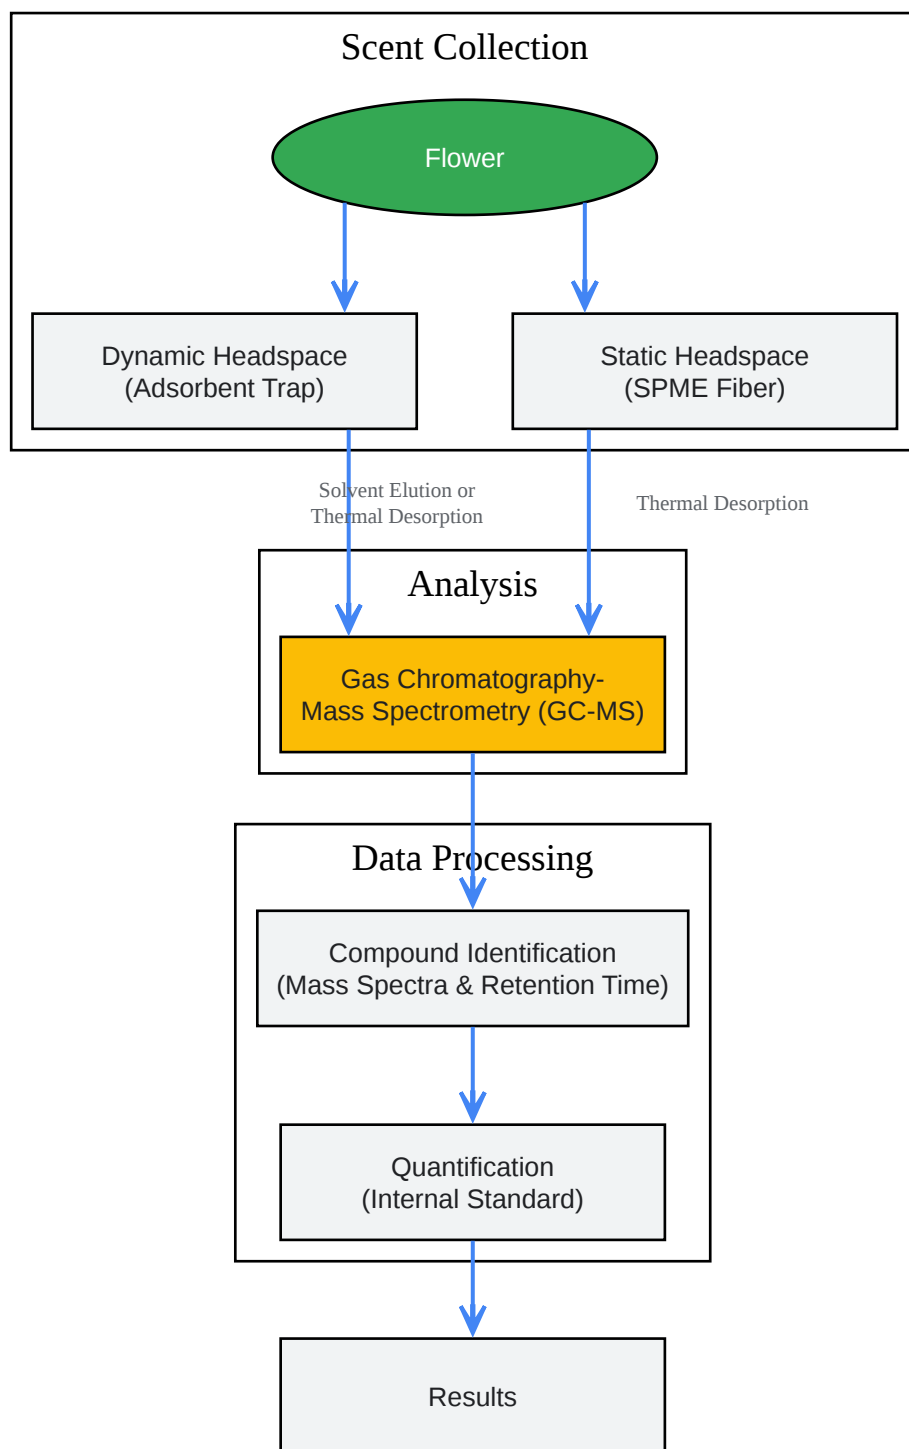 Scent Collection
Flower
Dynamic Headspace
(Adsorbent Trap)
Static Headspace
(SPME Fiber)
Solvent Elution or
Thermal Desorption
Thermal Desorption
Analysis
Gas Chromatography-
Mass Spectrometry (GC-MS)
Data Processing
Compound Identification
(Mass Spectra & Retention Time)
Quantification
(Internal Standard)
Results